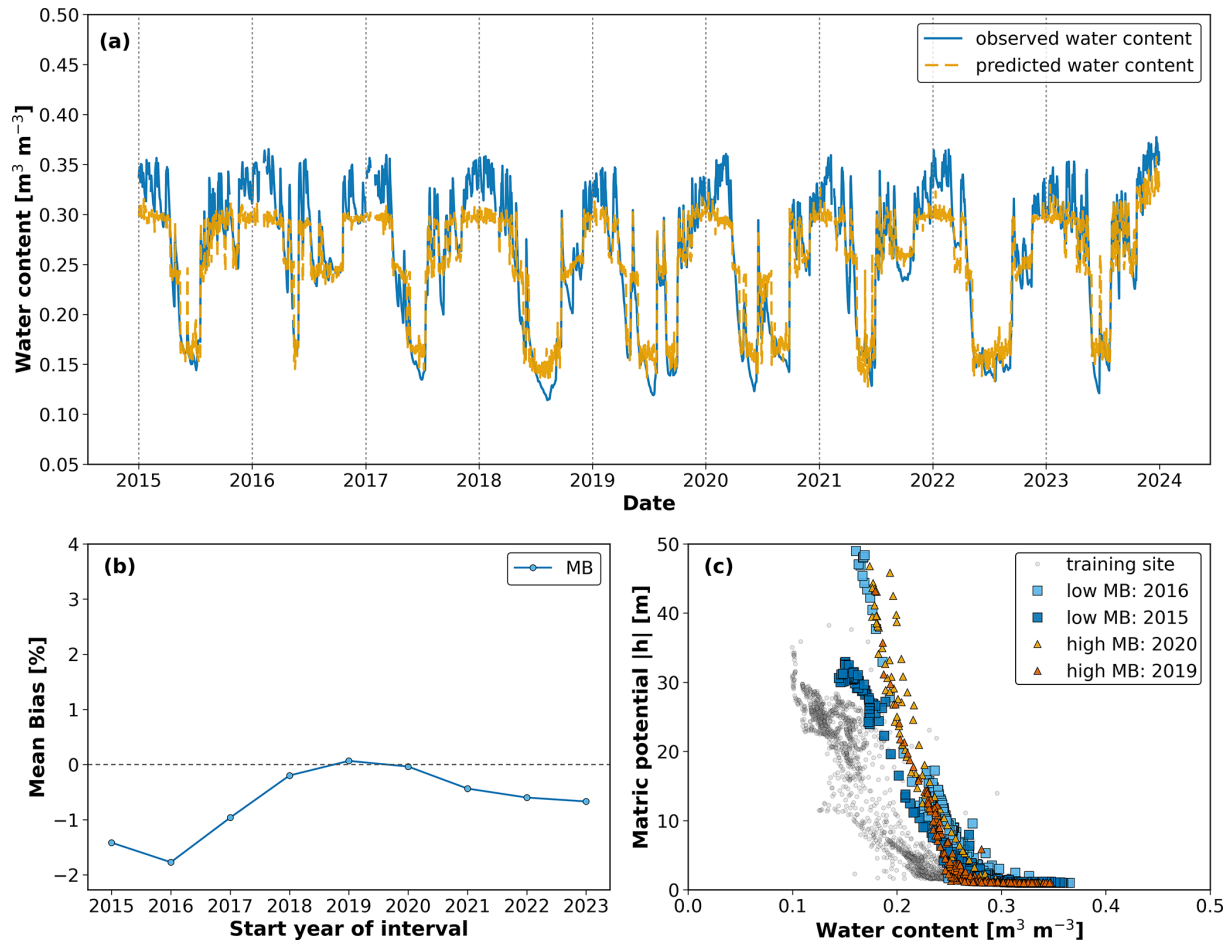 (a)
observed water content
predicted water content
Water content [m³ m⁻³]
0.50
0.45
0.40
0.35
0.30
0.25
0.20
0.15
0.10
0.05
2015 2016 2017 2018 2019 2020 2021 2022 2023 2024
Date
(b)
MB
Mean Bias [%]
4
3
2
1
0
−1
−2
2015 2016 2017 2018 2019 2020 2021 2022 2023
Start year of interval
(c)
training site
low MB: 2016
low MB: 2015
high MB: 2020
high MB: 2019
Matric potential |h| [m]
50
40
30
20
10
0
0.0 0.1 0.2 0.3 0.4 0.5
Water content [m³ m⁻³]